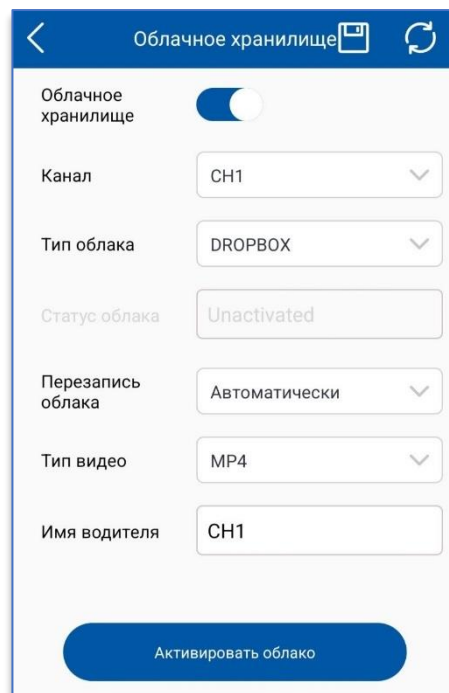 Облачное хранилище
Облачное
хранилище
Канал
CH1
Тип облака
DROPBOX
Статус облака
Unactivated
Перезапись
облака
Автоматически
Тип видео
MP4
Имя водителя
CH1
Активировать облако